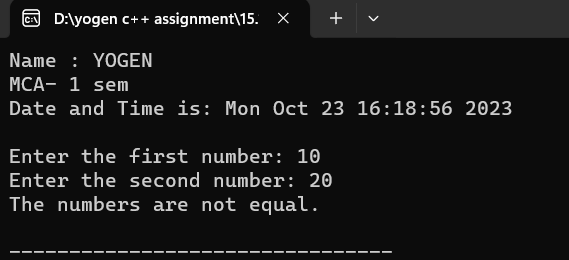 D:\yogen c++ assignment\15.
Name : YOGEN
MCA- 1 sem
Date and Time is: Mon Oct 23 16:18:56 2023
Enter the first number: 10
Enter the second number: 20
The numbers are not equal.
--------------------------------